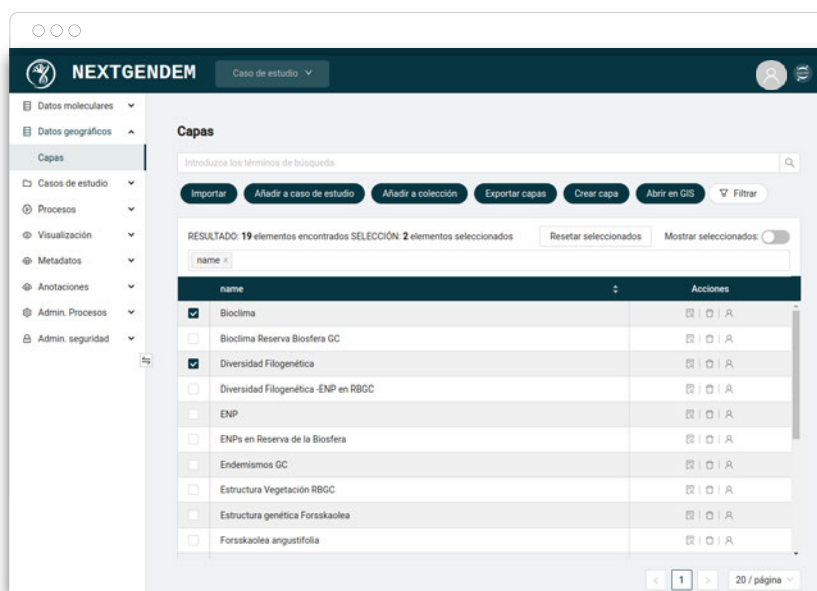 NEXTGENDEM
Caso de estudio
Datos moleculares
Datos geográficos
Capas
Casos de estudio
Procesos
Visualización
Metadatos
Anotaciones
Admin. Procesos
Admin. seguridad
Capas
Introduzca los términos de búsqueda.
Importar Añadir a caso de estudio Añadir a colección Exportar capas Crear capa Abrir en GIS Filtrar
RESULTADO: 19 elementos encontrados SELECCIÓN: 2 elementos seleccionados Resetar seleccionados Mostrar seleccionados:
name ×
name Acciones
Bioclima
Bioclima Reserva Biosfera GC
Diversidad Filogenética
Diversidad Filogenética -ENP en RBGC
ENP
ENPs en Reserva de la Biosfera
Endemismos GC
Estructura Vegetación RBGC
Estructura genética Forsskaolea
Forsskaolea angustifolia
< 1 > 20 / página